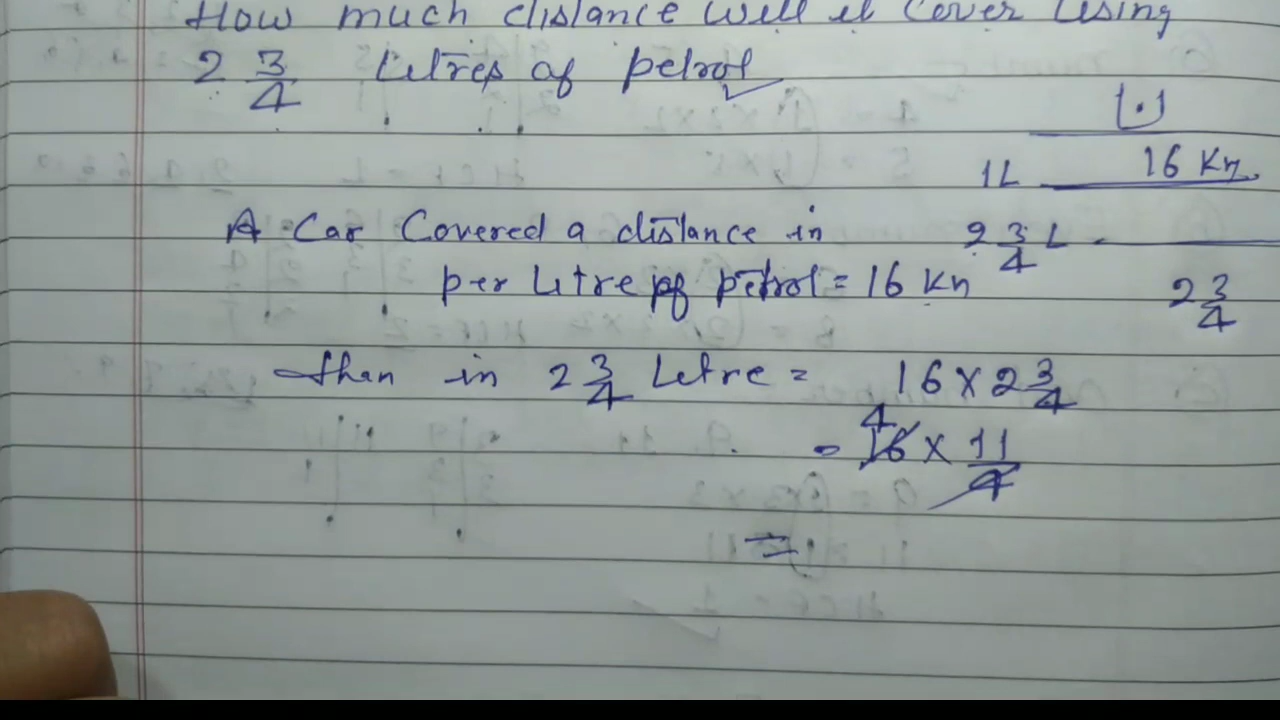 How much distance will it cover using
2 3/4 litres of petrol
1L 16 Km.
A Car Covered a distance in
2 3/4 L -
per litre of petrol = 16 Km
2 3/4
than in 2 3/4 Litre = 16 × 2 3/4
4
= 16 × 11/4
=